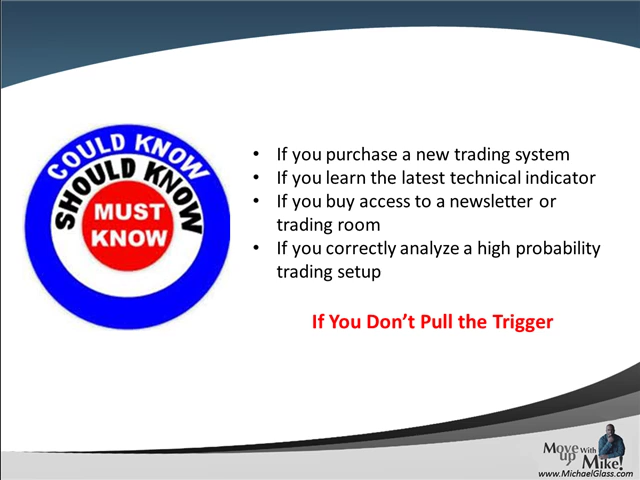 COULD KNOW
SHOULD KNOW
MUST
KNOW
• If you purchase a new trading system
• If you learn the latest technical indicator
• If you buy access to a newsletter or
trading room
• If you correctly analyze a high probability
trading setup
If You Don't Pull the Trigger
Move up With Mike!
www.MichaelGlass.com